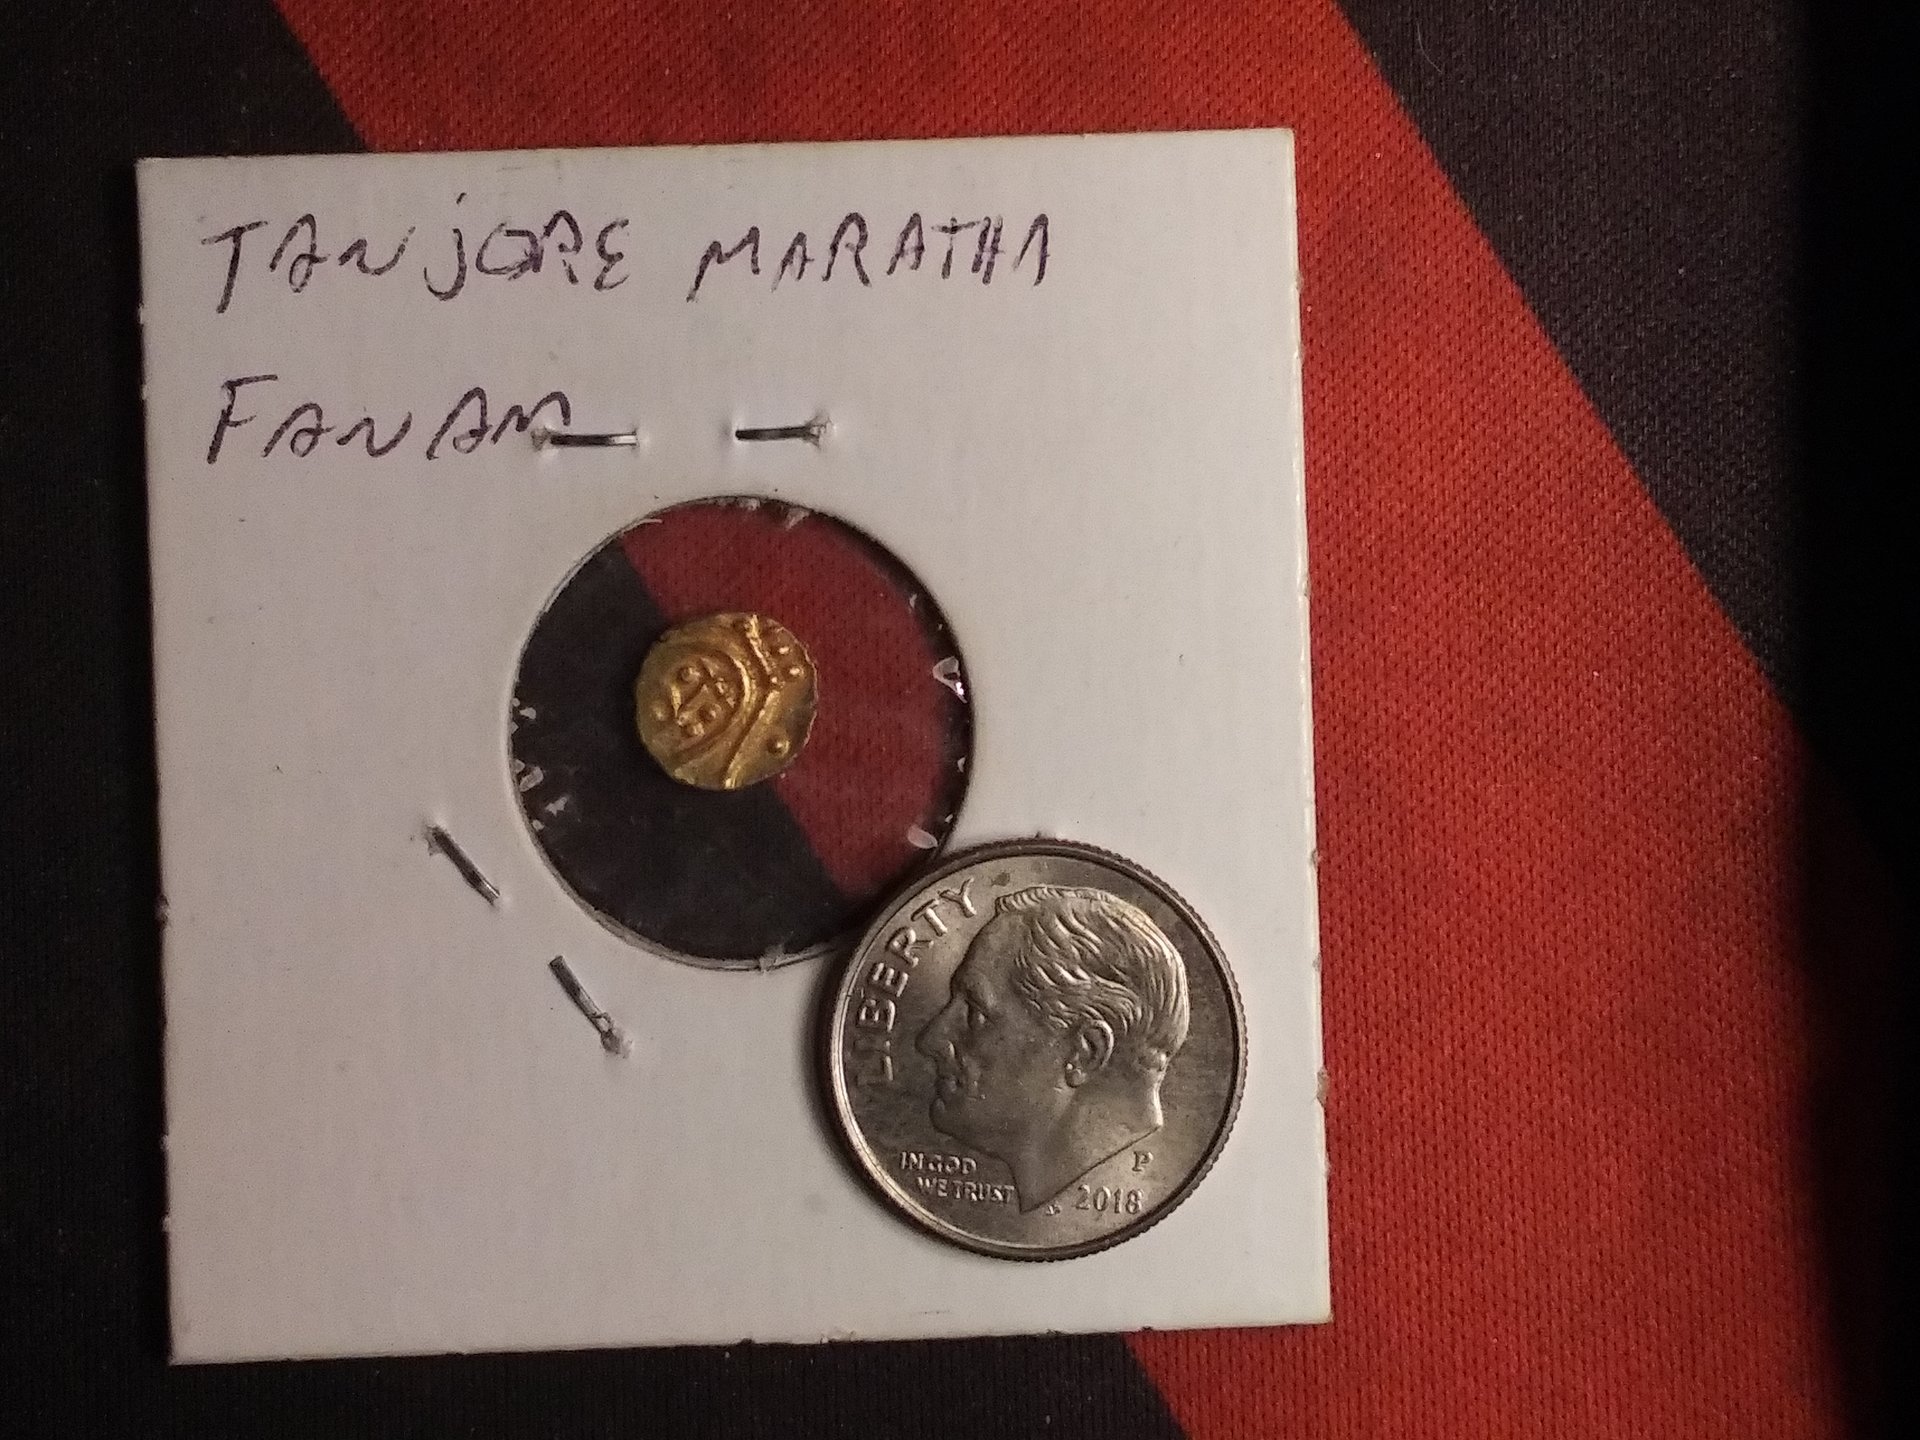 TANJORE MARATHA
FANAM
LIBERTY
IN GOD
WE TRUST
P
2018